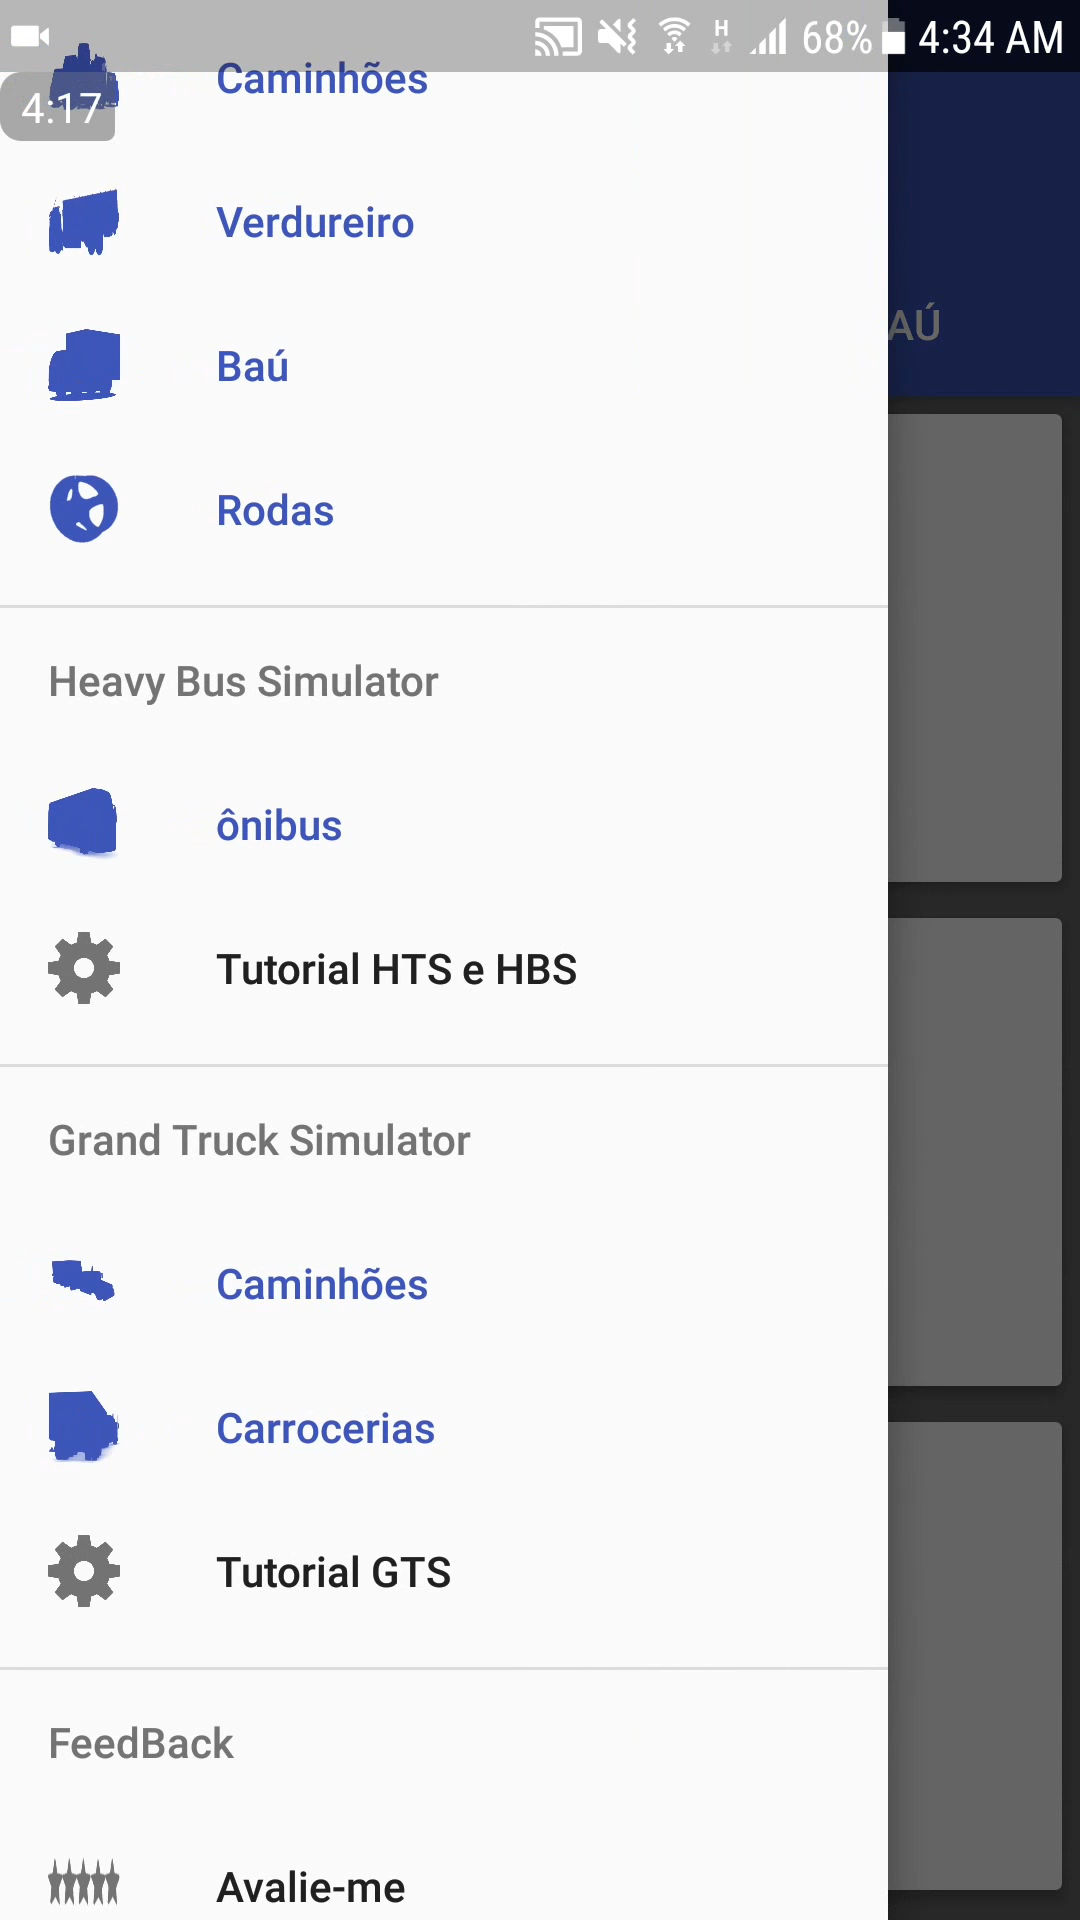 H 68% 4:34 AM
Caminhões
4:17
Verdureiro
AÚ
Baú
Rodas
Heavy Bus Simulator
ônibus
Tutorial HTS e HBS
Grand Truck Simulator
Caminhões
Carrocerias
Tutorial GTS
FeedBack
Avalie-me